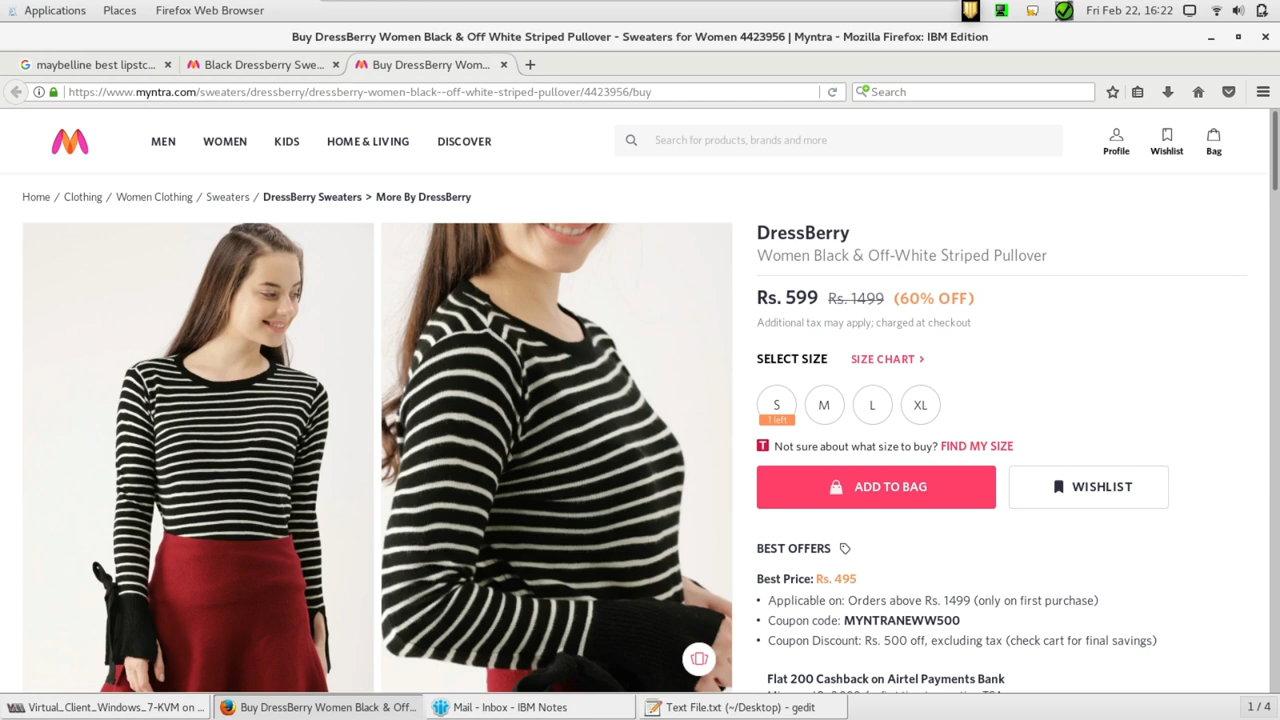 Applications Places Firefox Web Browser Fri Feb 22, 16:22
Buy DressBerry Women Black & Off White Striped Pullover - Sweaters for Women 4423956 | Myntra - Mozilla Firefox: IBM Edition
maybelline best lipstc... Black Dressberry Swe... Buy DressBerry Wom...
https://www.myntra.com/sweaters/dressberry/dressberry-women-black--off-white-striped-pullover/4423956/buy Search
MEN WOMEN KIDS HOME & LIVING DISCOVER Search for products, brands and more Profile Wishlist Bag
Home / Clothing / Women Clothing / Sweaters / DressBerry Sweaters > More By DressBerry
DressBerry
Women Black & Off-White Striped Pullover
Rs. 599 Rs. 1499 (60% OFF)
Additional tax may apply; charged at checkout
SELECT SIZE SIZE CHART >
S M L XL
1 left
T Not sure about what size to buy? FIND MY SIZE
ADD TO BAG WISHLIST
BEST OFFERS
Best Price: Rs. 495
• Applicable on: Orders above Rs. 1499 (only on first purchase)
• Coupon code: MYNTRANEWW500
• Coupon Discount: Rs. 500 off, excluding tax (check cart for final savings)
Flat 200 Cashback on Airtel Payments Bank
Virtual_Client_Windows_7-KVM on ... Buy DressBerry Women Black & Off... Mail - Inbox - IBM Notes Text File.txt (~/Desktop) - gedit 1 / 4